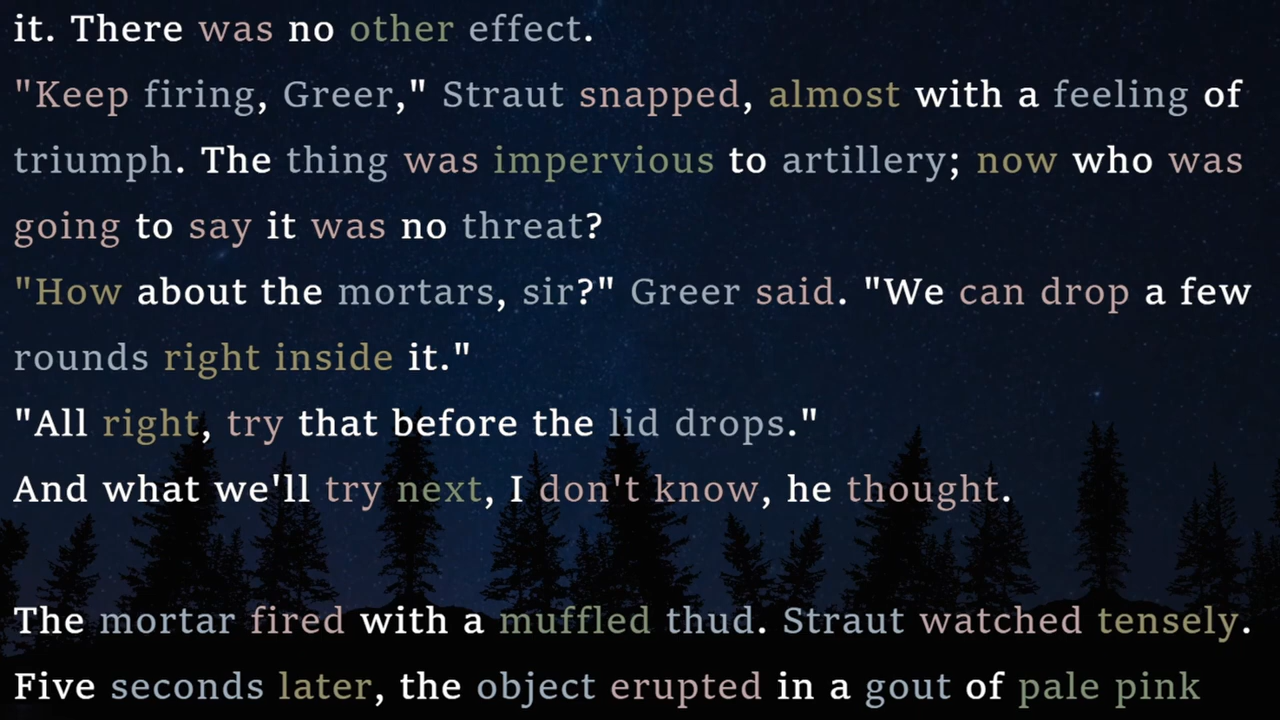 it. There was no other effect.
"Keep firing, Greer," Straut snapped, almost with a feeling of
triumph. The thing was impervious to artillery; now who was
going to say it was no threat?
"How about the mortars, sir?" Greer said. "We can drop a few
rounds right inside it."
"All right, try that before the lid drops."
And what we'll try next, I don't know, he thought.
The mortar fired with a muffled thud. Straut watched tensely.
Five seconds later, the object erupted in a gout of pale pink